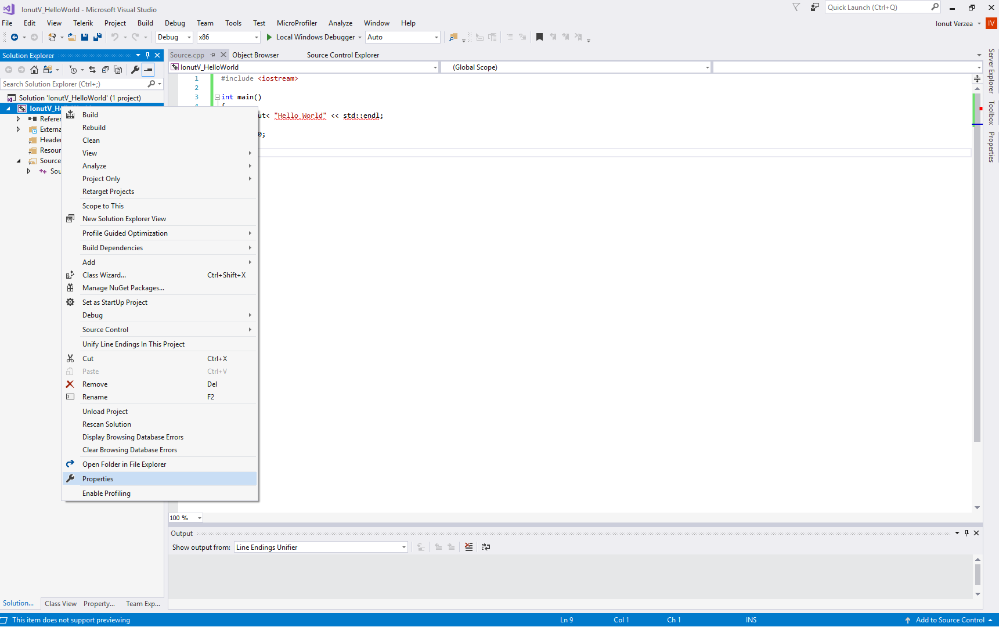 IonutV_HelloWorld - Microsoft Visual Studio
Quick Launch (Ctrl+Q)
File Edit View Telerik Project Build Debug Team Tools Test MicroProfiler Analyze Window Help
Ionut Verzea IV
Debug x86 Local Windows Debugger Auto
Solution Explorer
Search Solution Explorer (Ctrl+;)
Solution 'IonutV_HelloWorld' (1 project)
IonutV_H
Referen
Externa
Header
Resour
Source
Sou
Build
Rebuild
Clean
View
Analyze
Project Only
Retarget Projects
Scope to This
New Solution Explorer View
Profile Guided Optimization
Build Dependencies
Add
Class Wizard... Ctrl+Shift+X
Manage NuGet Packages...
Set as StartUp Project
Debug
Source Control
Unify Line Endings In This Project
Cut Ctrl+X
Paste Ctrl+V
Remove Del
Rename F2
Unload Project
Rescan Solution
Display Browsing Database Errors
Clear Browsing Database Errors
Open Folder in File Explorer
Properties
Enable Profiling
Source.cpp Object Browser Source Control Explorer
IonutV_HelloWorld (Global Scope)
1 #include <iostream>
2
3 int main()
4 {
ut< "Hello World" << std::endl;
0;
100 %
Server Explorer
Toolbox
Properties
Output
Show output from: Line Endings Unifier
Solution... Class View Property... Team Exp...
This item does not support previewing Ln 9 Col 1 Ch 1 INS Add to Source Control